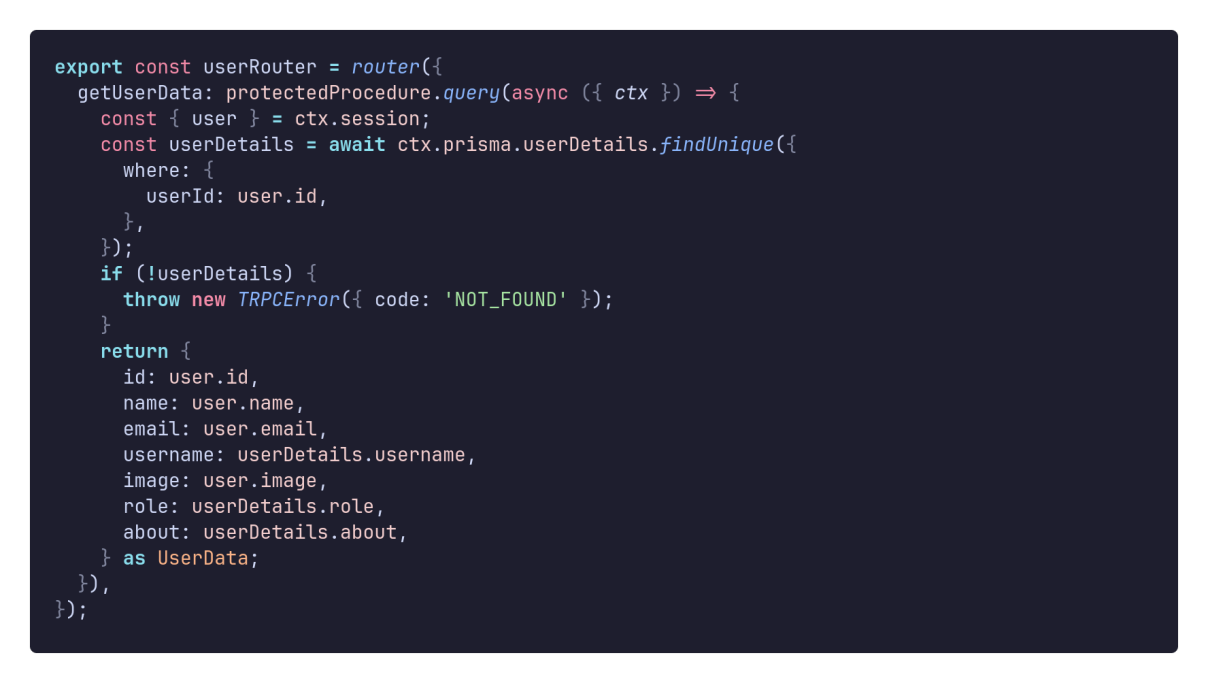 export const userRouter = router({
  getUserData: protectedProcedure.query(async ({ ctx }) => {
    const { user } = ctx.session;
    const userDetails = await ctx.prisma.userDetails.findUnique({
      where: {
        userId: user.id,
      },
    });
    if (!userDetails) {
      throw new TRPCError({ code: 'NOT_FOUND' });
    }
    return {
      id: user.id,
      name: user.name,
      email: user.email,
      username: userDetails.username,
      image: user.image,
      role: userDetails.role,
      about: userDetails.about,
    } as UserData;
  }),
});